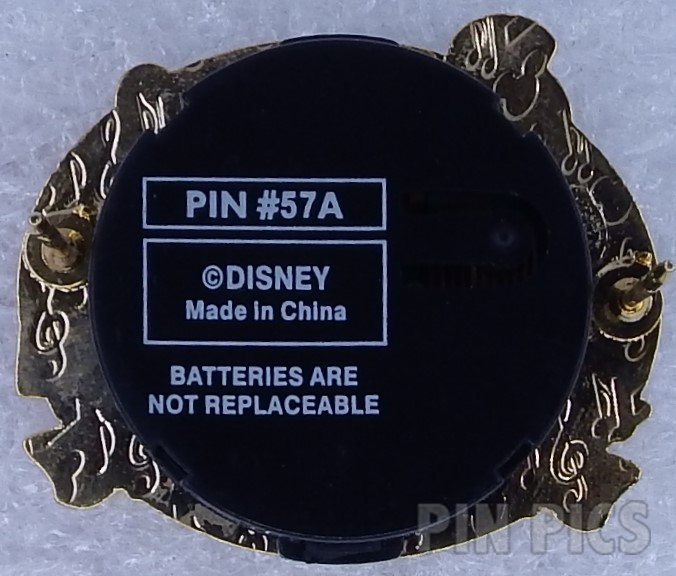 PIN #57A
©DISNEY
Made in China
BATTERIES ARE
NOT REPLACEABLE
PIN PICS